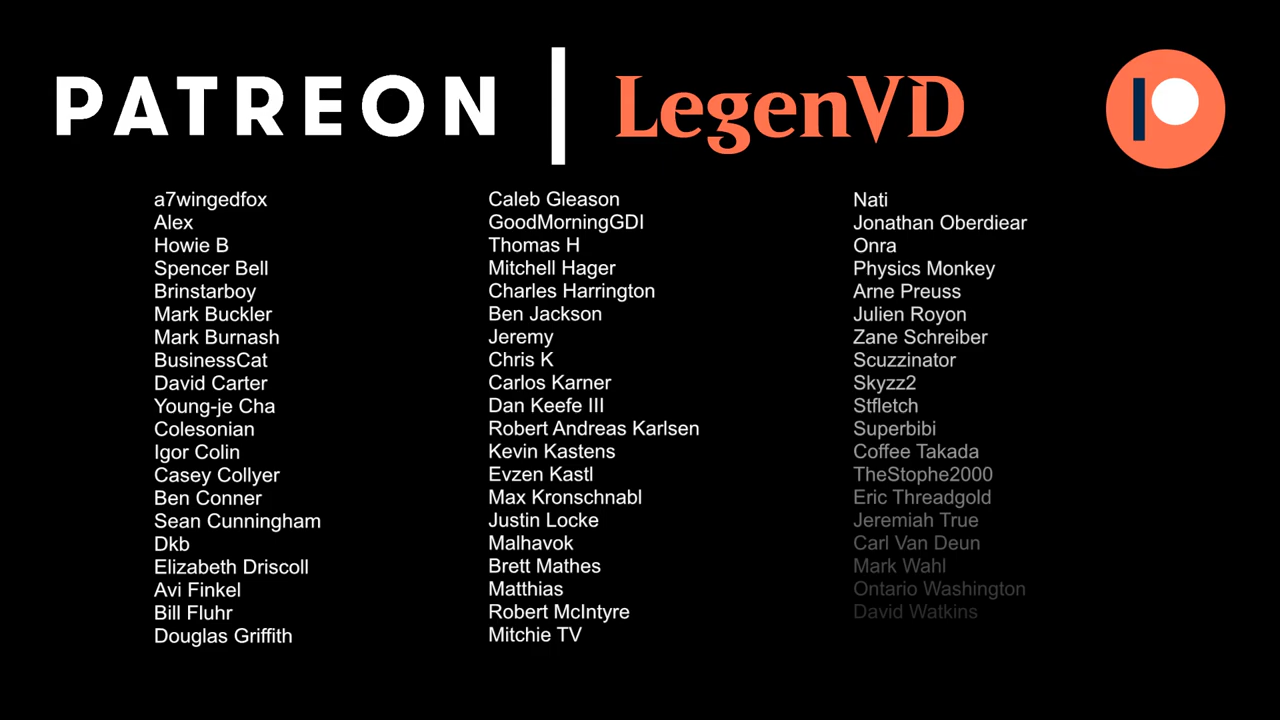 PATREON | LegenVD
a7wingedfox
Alex
Howie B
Spencer Bell
Brinstarboy
Mark Buckler
Mark Burnash
BusinessCat
David Carter
Young-je Cha
Colesonian
Igor Colin
Casey Collyer
Ben Conner
Sean Cunningham
Dkb
Elizabeth Driscoll
Avi Finkel
Bill Fluhr
Douglas Griffith
Caleb Gleason
GoodMorningGDI
Thomas H
Mitchell Hager
Charles Harrington
Ben Jackson
Jeremy
Chris K
Carlos Karner
Dan Keefe III
Robert Andreas Karlsen
Kevin Kastens
Evzen Kastl
Max Kronschnabl
Justin Locke
Malhavok
Brett Mathes
Matthias
Robert McIntyre
Mitchie TV
Nati
Jonathan Oberdiear
Onra
Physics Monkey
Arne Preuss
Julien Royon
Zane Schreiber
Scuzzinator
Skyzz2
Stfletch
Superbibi
Coffee Takada
TheStophe2000
Eric Threadgold
Jeremiah True
Carl Van Deun
Mark Wahl
Ontario Washington
David Watkins